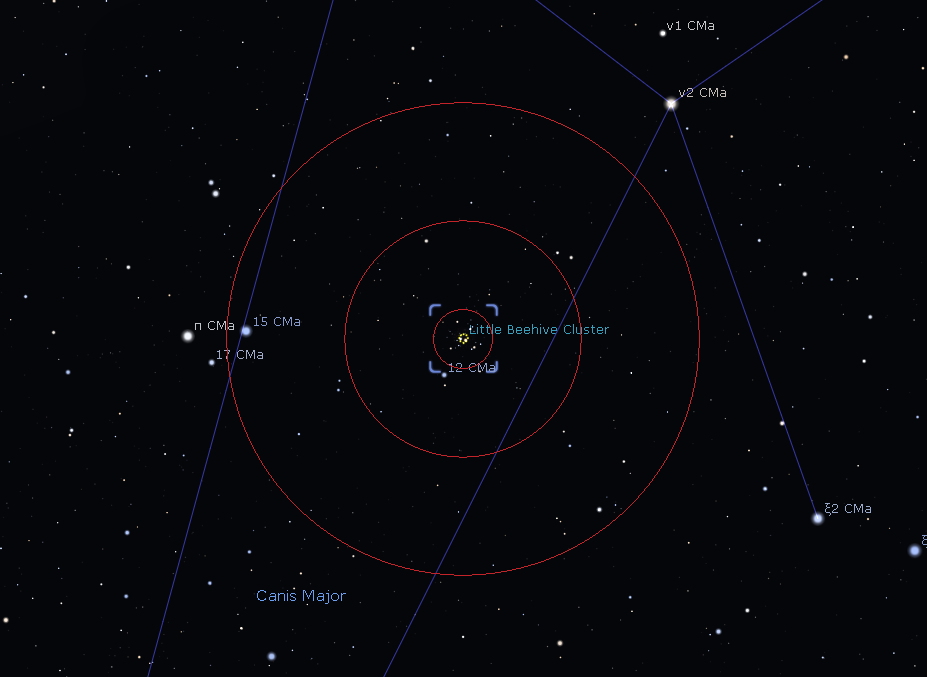 ν1 CMa
ν2 CMa
π CMa
15 CMa
Little Beehive Cluster
17 CMa
12 CMa
ξ2 CMa
Canis Major